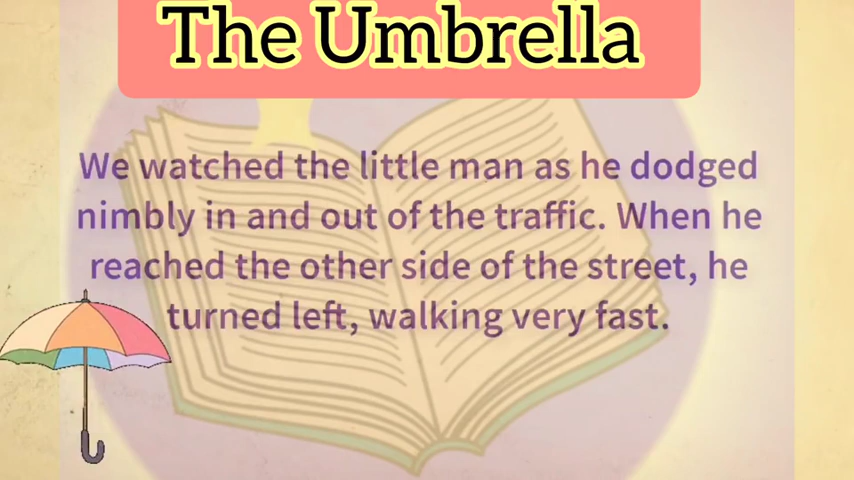 The Umbrella
We watched the little man as he dodged
nimbly in and out of the traffic. When he
reached the other side of the street, he
turned left, walking very fast.